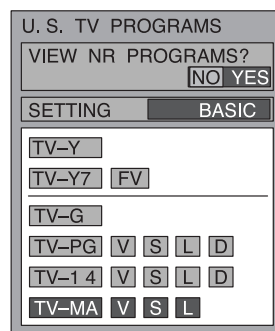 U. S. TV PROGRAMS
VIEW NR PROGRAMS?
NO YES
SETTING BASIC
TV–Y
TV–Y7 FV
TV–G
TV–PG V S L D
TV–1 4 V S L D
TV–MA V S L